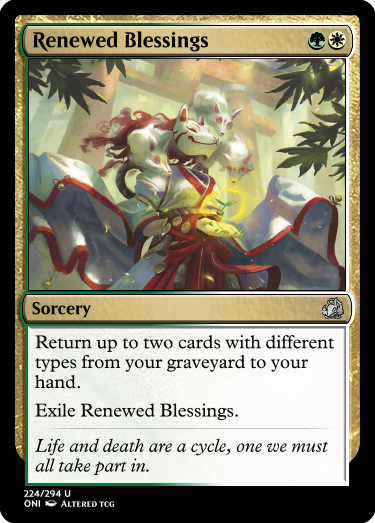 Renewed Blessings
Sorcery
Return up to two cards with different
types from your graveyard to your
hand.
Exile Renewed Blessings.
Life and death are a cycle, one we must
all take part in.
224/294 U
ONI ALTERED TCG